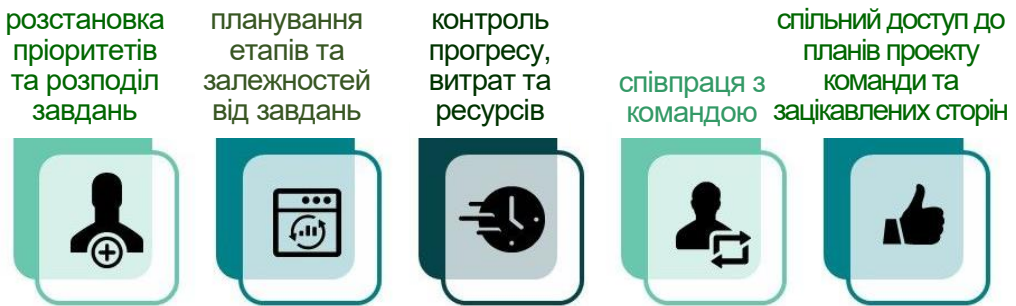 розстановка
пріоритетів
та розподіл
завдань
планування
етапів та
залежностей
від завдань
контроль
прогресу,
витрат та
ресурсів
співпраця з
командою
спільний доступ до
планів проекту
команди та
зацікавлених сторін